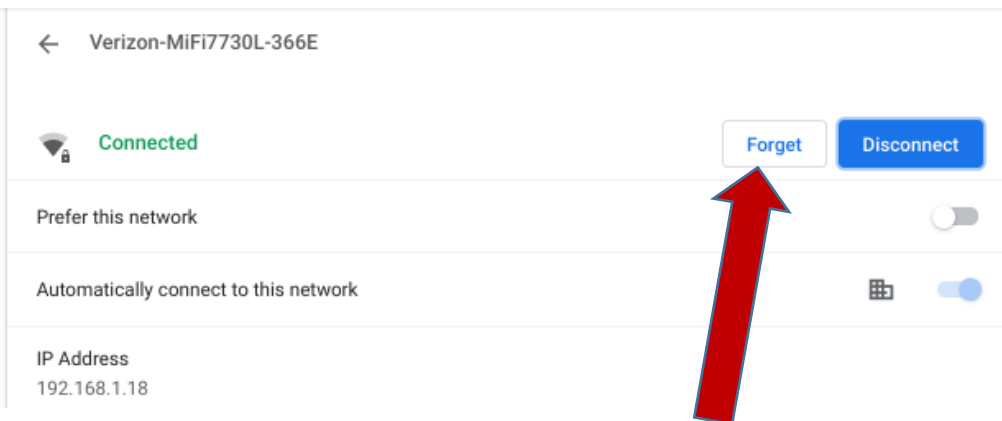 Verizon-MiFi7730L-366E
Connected
Forget
Disconnect
Prefer this network
Automatically connect to this network
IP Address
192.168.1.18